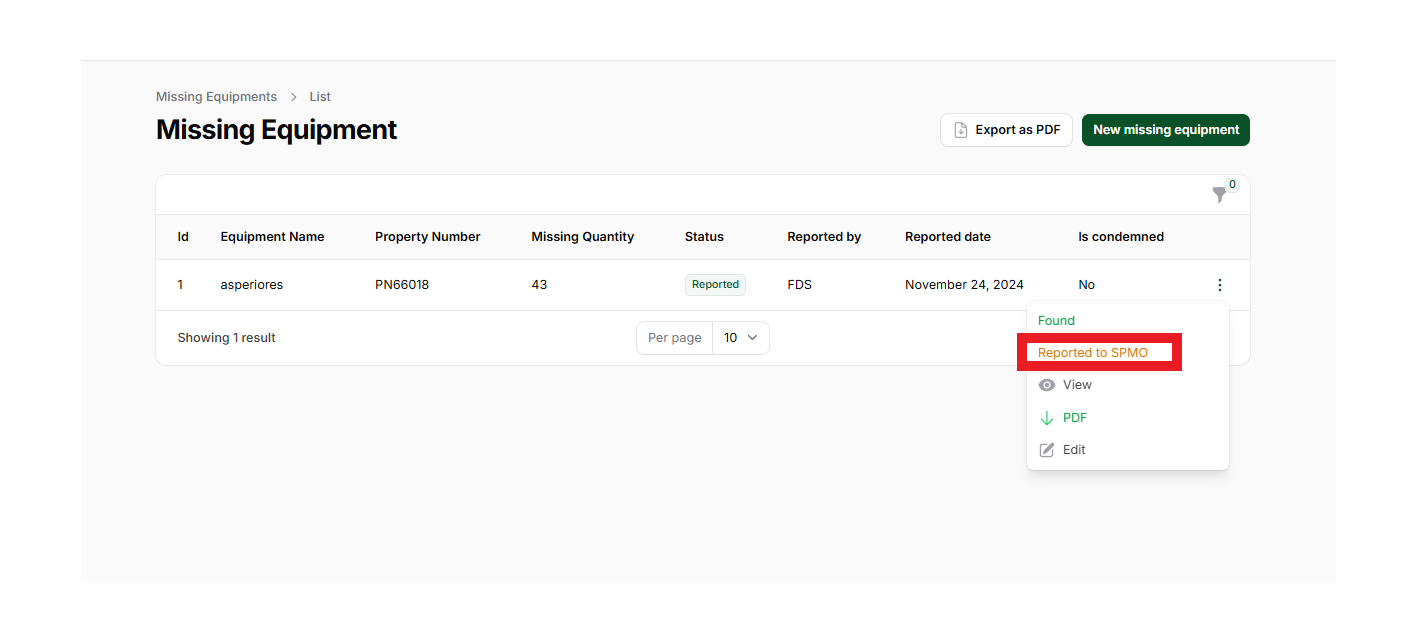 Missing Equipments > List
Missing Equipment
Export as PDF
New missing equipment
0
Id Equipment Name Property Number Missing Quantity Status Reported by Reported date Is condemned
1 asperiores PN66018 43 Reported FDS November 24, 2024 No
Showing 1 result
Per page 10
Found
Reported to SPMO
View
PDF
Edit